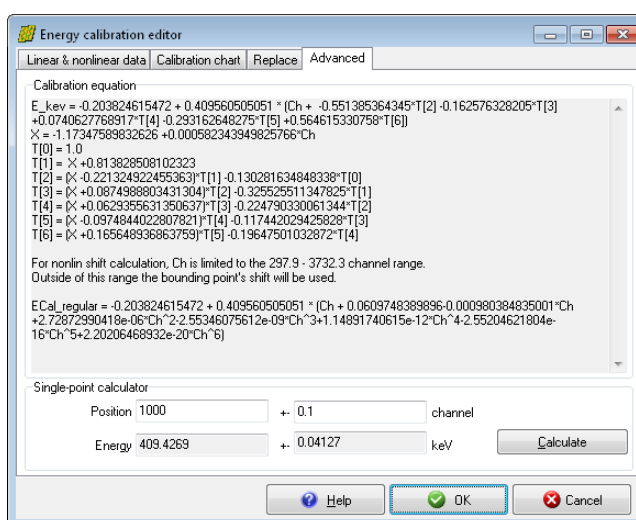 Energy calibration editor
Linear & nonlinear data Calibration chart Replace Advanced
Calibration equation
E_kev = -0.203824615472 + 0.409560505051 * (Ch + -0.551385364345*T[2] -0.162576328205*T[3]
+0.0740627768917*T[4] -0.293162648275*T[5] +0.564615330758*T[6])
X = -1.17347589832626 +0.000582343949825766*Ch
T[0] = 1.0
T[1] = X +0.813828508102323
T[2] = (X -0.221324922455363)*T[1] -0.130281634848338*T[0]
T[3] = (X +0.0874988803431304)*T[2] -0.325525511347825*T[1]
T[4] = (X +0.0629355631350637)*T[3] -0.224790330061344*T[2]
T[5] = (X -0.0974844022807821)*T[4] -0.117442029425828*T[3]
T[6] = (X +0.165648936863759)*T[5] -0.19647501032872*T[4]
For nonlin shift calculation, Ch is limited to the 297.9 - 3732.3 channel range.
Outside of this range the bounding point's shift will be used.
ECal_regular = -0.203824615472 + 0.409560505051 * (Ch + 0.0609748389896-0.000980384835001*Ch
+2.72872990418e-06*Ch^2-2.55346075612e-09*Ch^3+1.14891740615e-12*Ch^4-2.55204621804e-
16*Ch^5+2.20206468932e-20*Ch^6)
Single-point calculator
Position 1000 +- 0.1 channel
Energy 409.4269 +- 0.04127 keV Calculate
Help OK Cancel